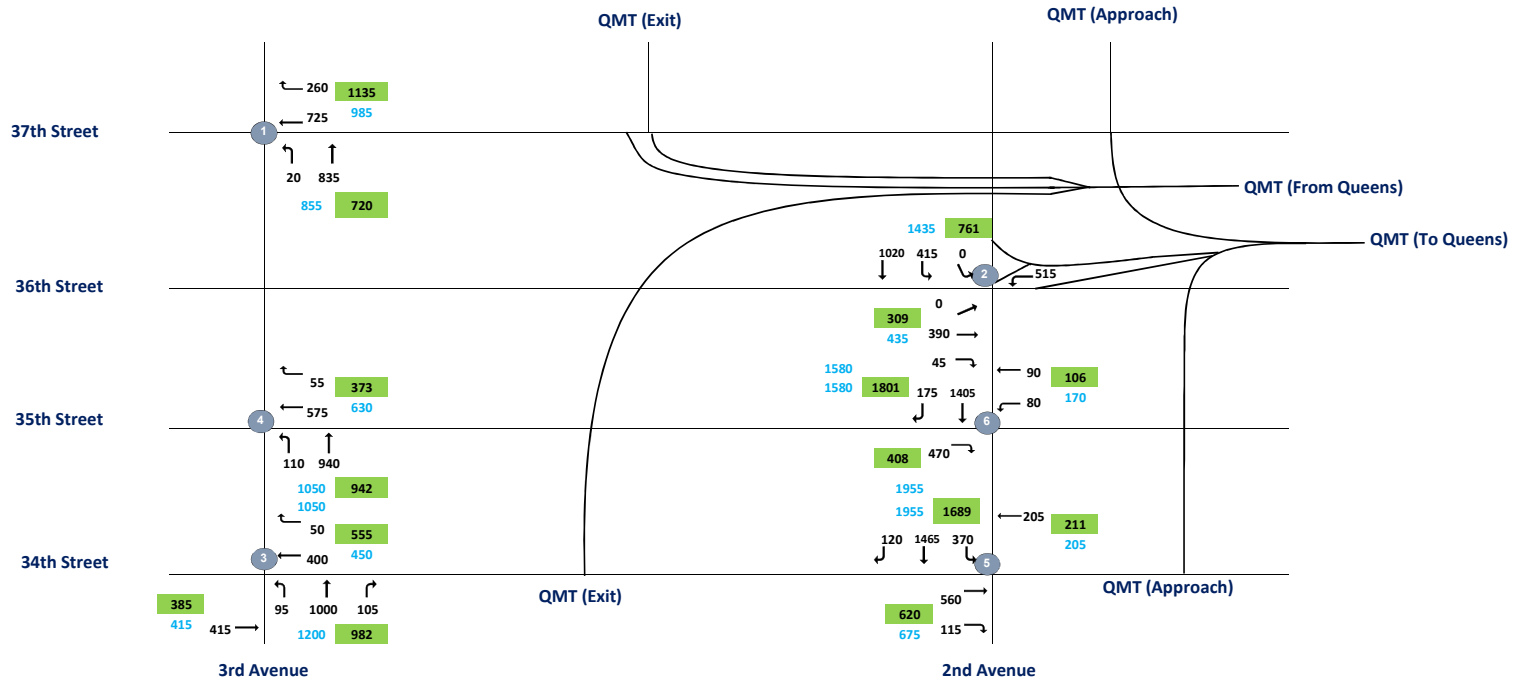 QMT (Approach)
QMT (Exit)
260 1135
985
725
37th Street
1
20 835
855 720
QMT (From Queens)
1435 761
QMT (To Queens)
1020 415 0
2 515
36th Street
0
309
435 390
45
1580
1580 1801
175 1405
90 106
170
80
55 373
630
575
35th Street
4
6
110 940
408 470
1050 942
1050
1955
1955 1689
50 555
450
205 211
205
120 1465 370
3 400
34th Street
5
QMT (Approach)
QMT (Exit)
385
415 415
95 1000 105
1200 982
560
620
675 115
3rd Avenue
2nd Avenue